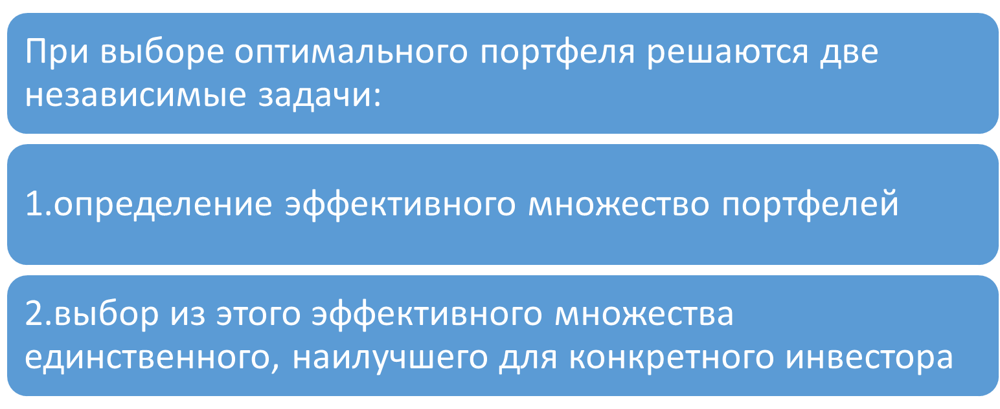 При выборе оптимального портфеля решаются две
независимые задачи:
1.определение эффективного множество портфелей
2.выбор из этого эффективного множества
единственного, наилучшего для конкретного инвестора